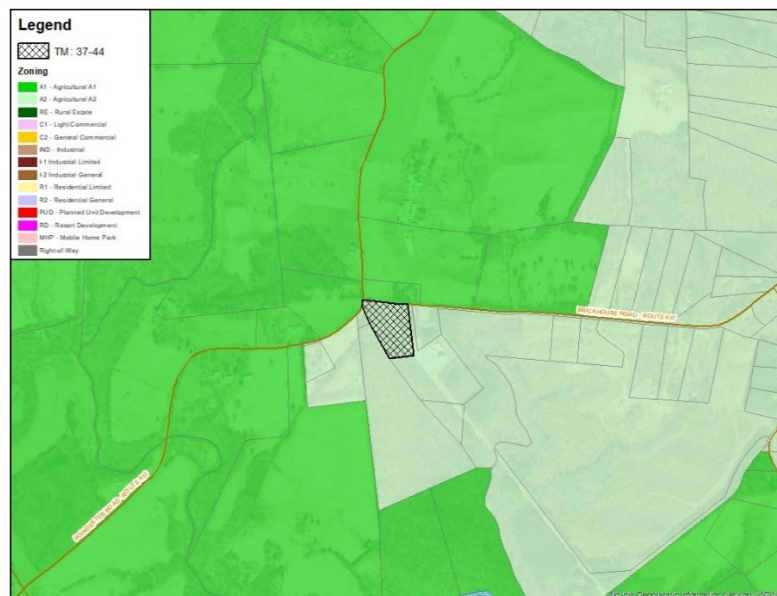 Legend
TM: 37-44
Zoning
A1 - Agricultural A1
A2 - Agricultural A2
RE - Rural Estate
C1 - Light Commercial
C2 - General Commercial
IND - Industrial
I-1 Industrial Limited
I-2 Industrial General
R1 - Residential Limited
R2 - Residential General
PUD - Planned Unit Development
RD - Resort Development
MHP - Mobile Home Park
Right-of-Way
BRICKHOUSE ROAD - ROUTE
ROAD - ROUTE